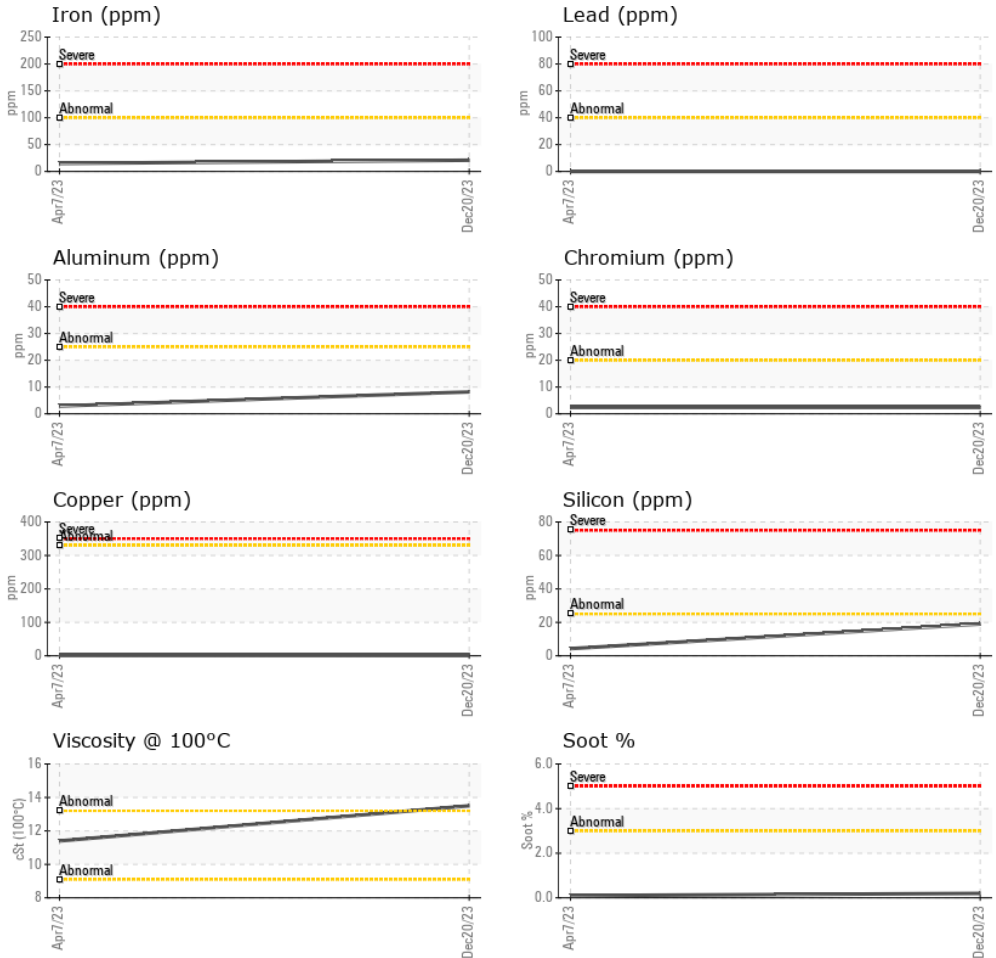 Iron (ppm)
250
200
150
100
50
0
ppm
Severe
Abnormal
Apr7/23
Dec20/23
Lead (ppm)
100
80
60
40
20
0
ppm
Severe
Abnormal
Apr7/23
Dec20/23
Aluminum (ppm)
50
40
30
20
10
0
ppm
Severe
Abnormal
Apr7/23
Dec20/23
Chromium (ppm)
50
40
30
20
10
0
ppm
Severe
Abnormal
Apr7/23
Dec20/23
Copper (ppm)
400
300
200
100
0
ppm
Severe
Abnormal
Apr7/23
Dec20/23
Silicon (ppm)
80
60
40
20
0
ppm
Severe
Abnormal
Apr7/23
Dec20/23
Viscosity @ 100°C
16
14
12
10
8
cSt (100°C)
Abnormal
Abnormal
Apr7/23
Dec20/23
Soot %
6.0
4.0
2.0
0.0
Soot %
Severe
Abnormal
Apr7/23
Dec20/23